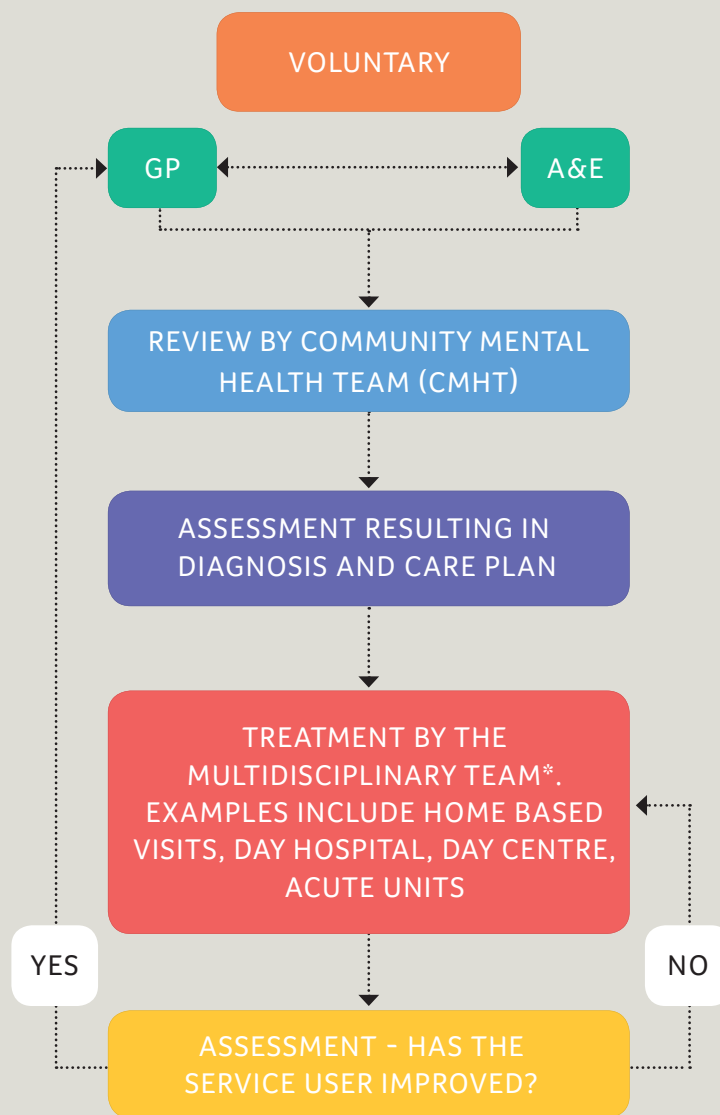 VOLUNTARY
GP
A&E
REVIEW BY COMMUNITY MENTAL
HEALTH TEAM (CMHT)
ASSESSMENT RESULTING IN
DIAGNOSIS AND CARE PLAN
TREATMENT BY THE
MULTIDISCIPLINARY TEAM*.
EXAMPLES INCLUDE HOME BASED
VISITS, DAY HOSPITAL, DAY CENTRE,
ACUTE UNITS
YES
NO
ASSESSMENT - HAS THE
SERVICE USER IMPROVED?